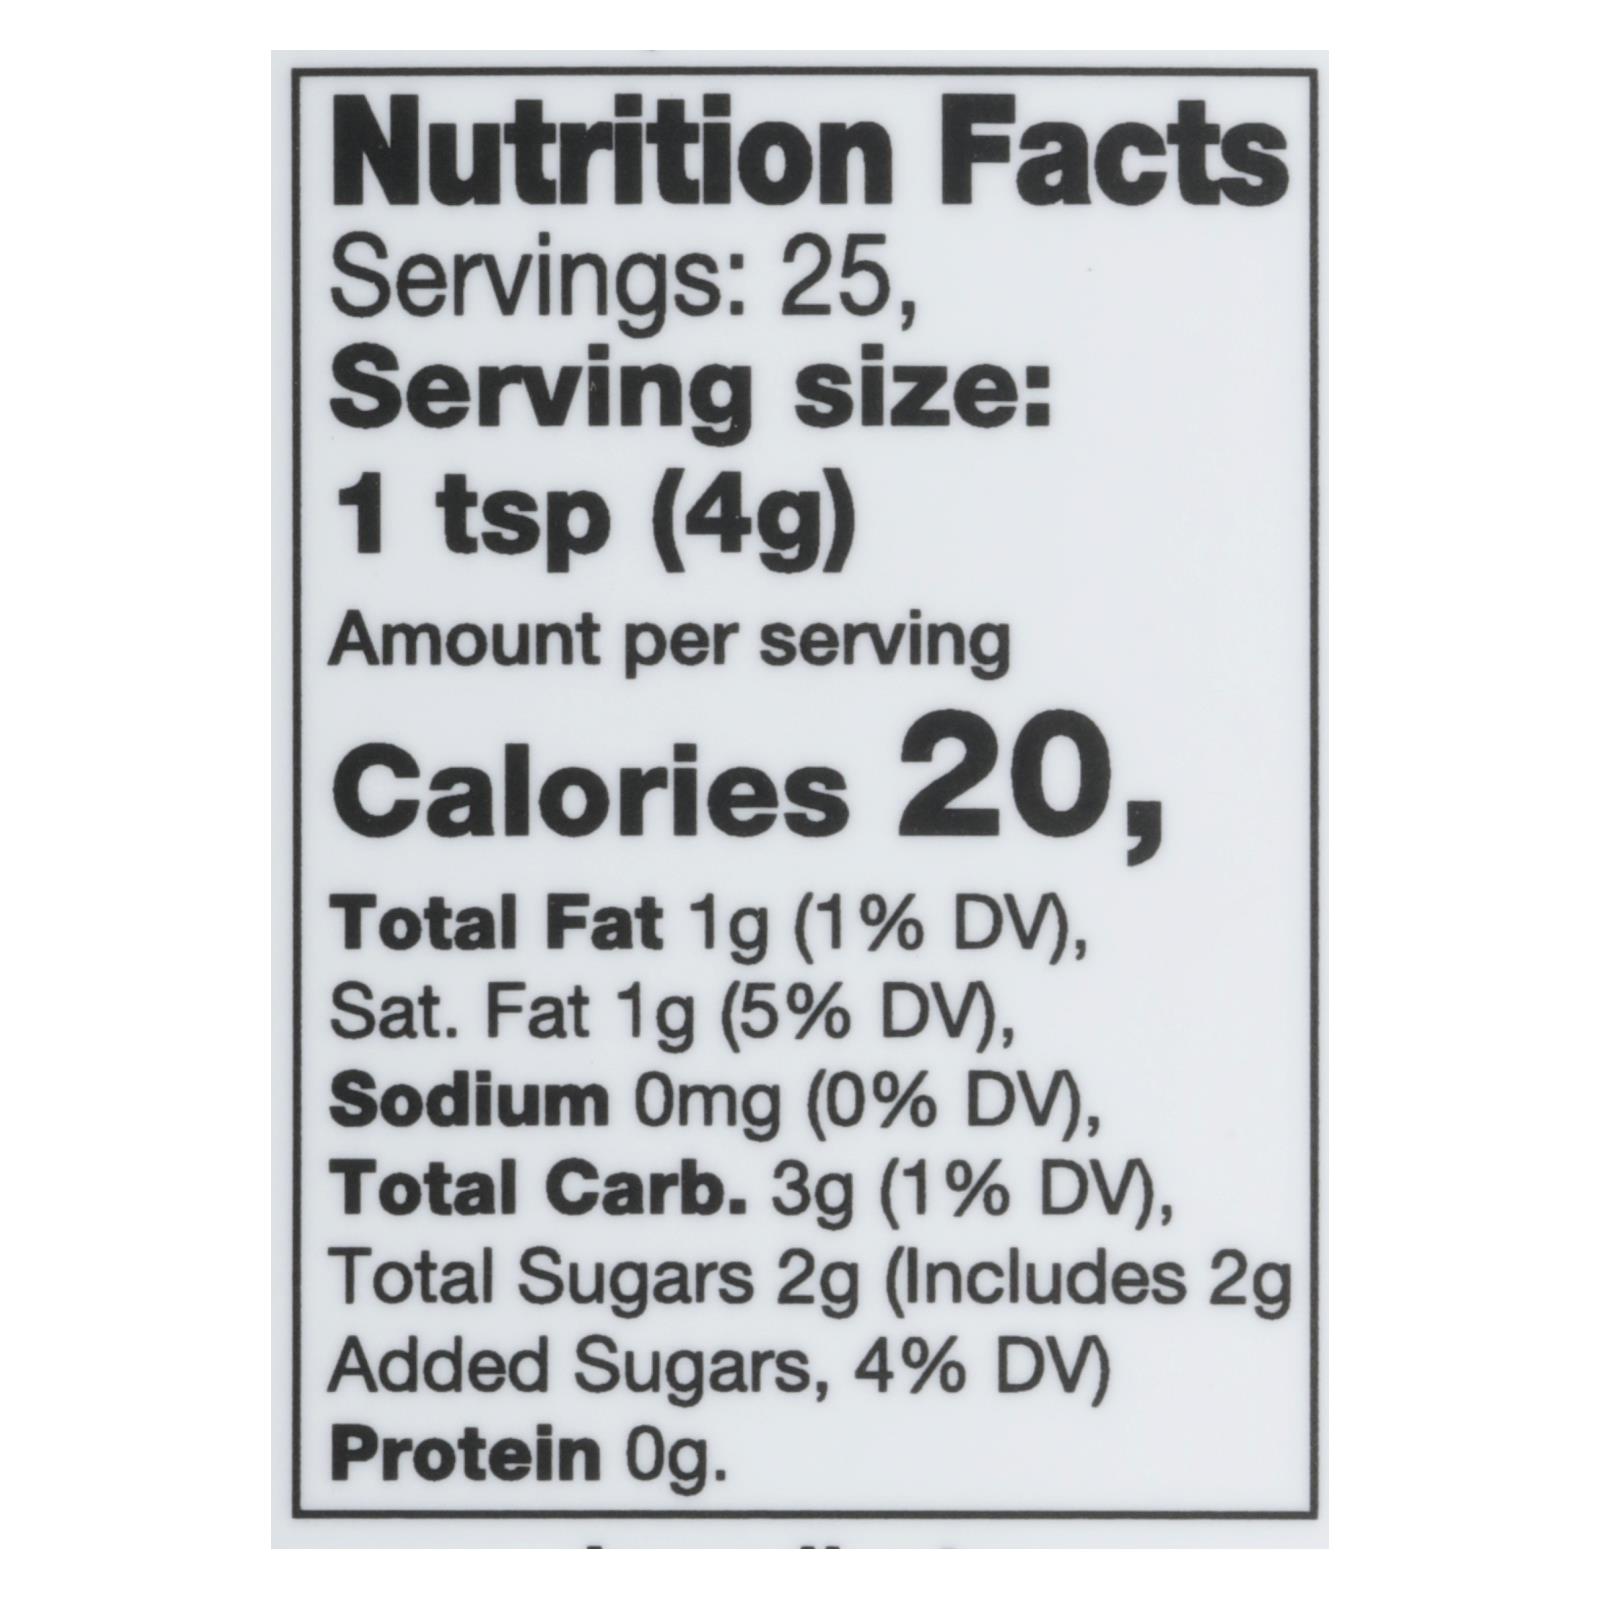 Nutrition Facts
Servings: 25,
Serving size:
1 tsp (4g)
Amount per serving
Calories 20,
Total Fat 1g (1% DV),
Sat. Fat 1g (5% DV),
Sodium 0mg (0% DV),
Total Carb. 3g (1% DV),
Total Sugars 2g (Includes 2g
Added Sugars, 4% DV)
Protein 0g.